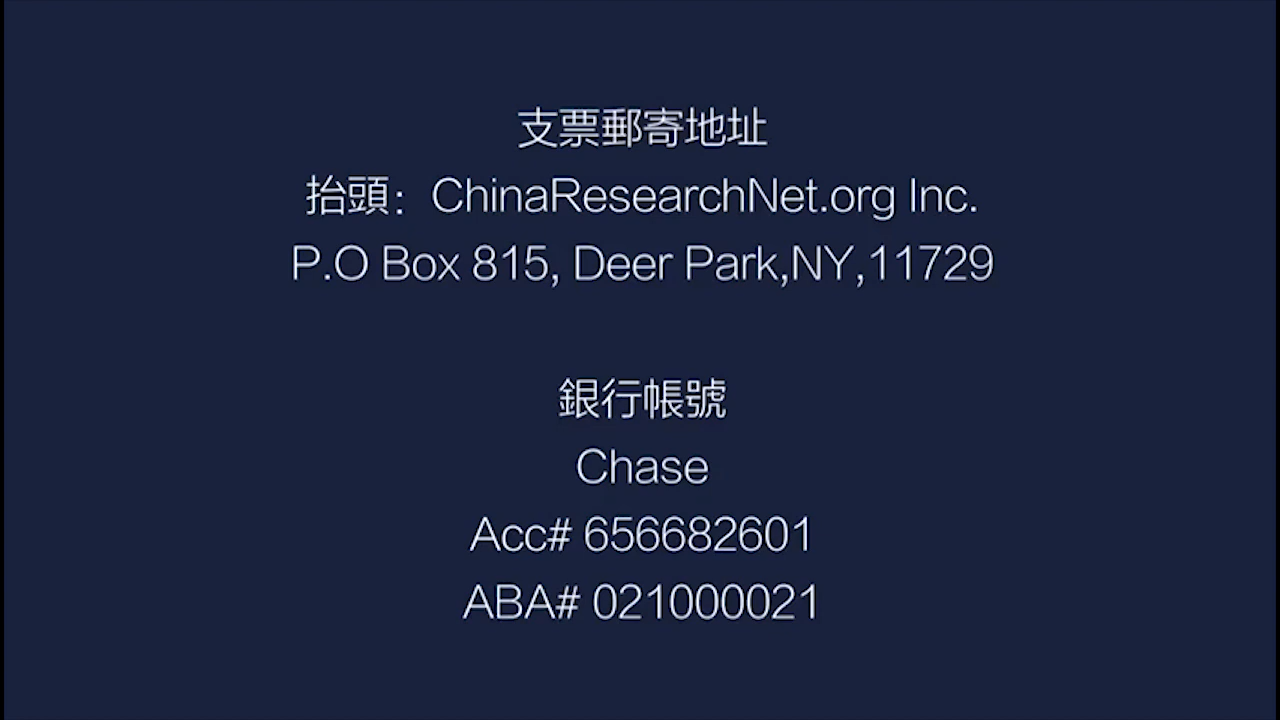 支票郵寄地址
抬頭：ChinaResearchNet.org Inc.
P.O Box 815, Deer Park,NY,11729
銀行帳號
Chase
Acc# 656682601
ABA# 021000021